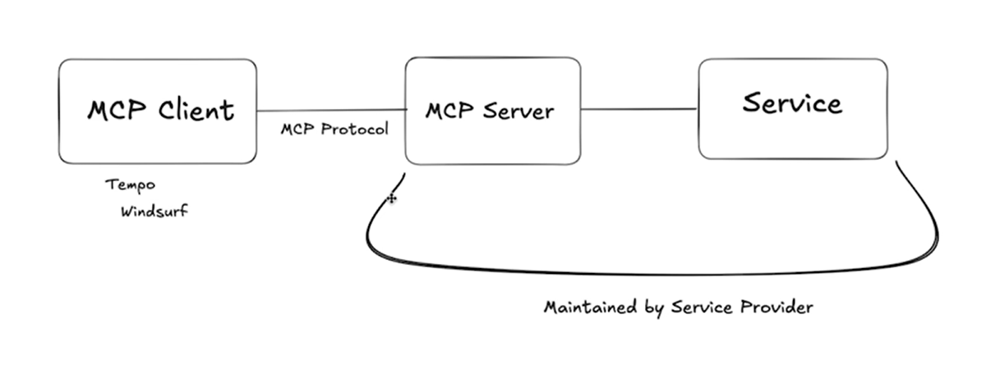 MCP Client
MCP Protocol
MCP Server
Service
Tempo
Windsurf
Maintained by Service Provider